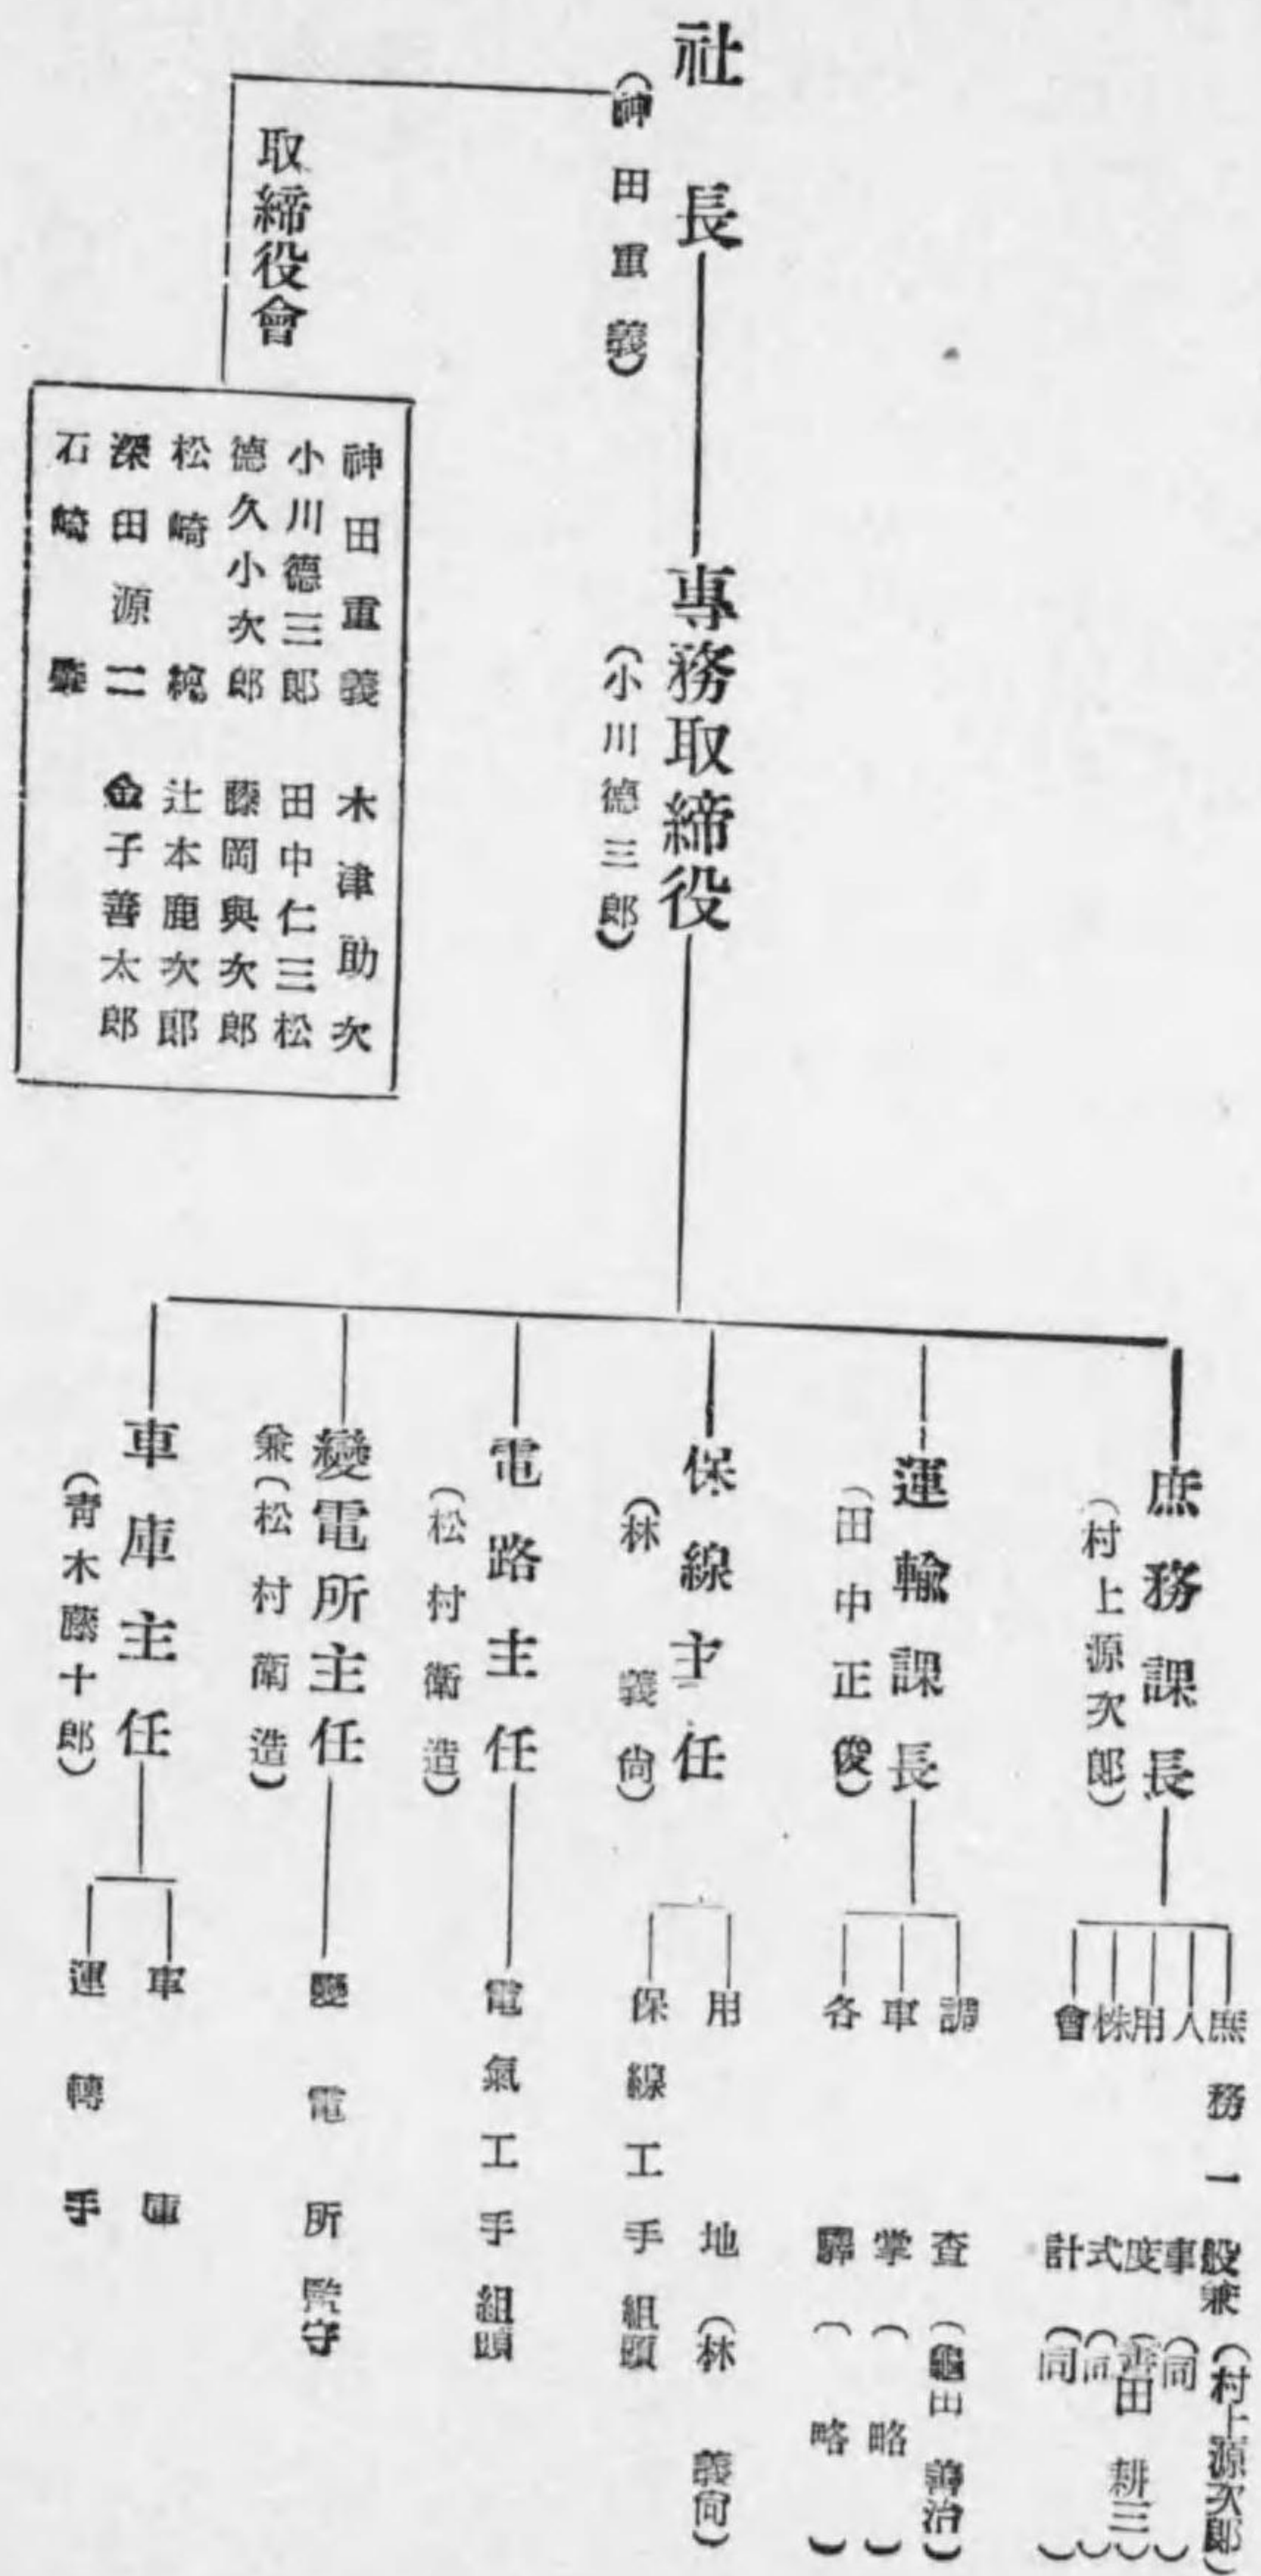 社長
（神田重義）
取締役會
神田重義
小川德三郎
德久小次郎
松崎統
深田源二
石崎
木津助次
田中仁三松
藤岡與次郎
辻本鹿次郎
金子善太郎
專務取締役
（小川德三郎）
庶務課長
（村上源次郎）
庶務一般兼（村上源次郎）
人事（同）
用度（田耕三）
株式（同）
會計（同）
運輸課長
（田中正俊）
調查（龜田善治）
車掌（略）
各驛（略）
保線主任
（林義尙）
用地（林義尙）
保線工手組頭
電路主任
（松村衛造）
電氣工手組頭
變電所主任
兼（松村衛造）
變電所監守
車庫主任
（青木藤十郎）
車庫
運轉手